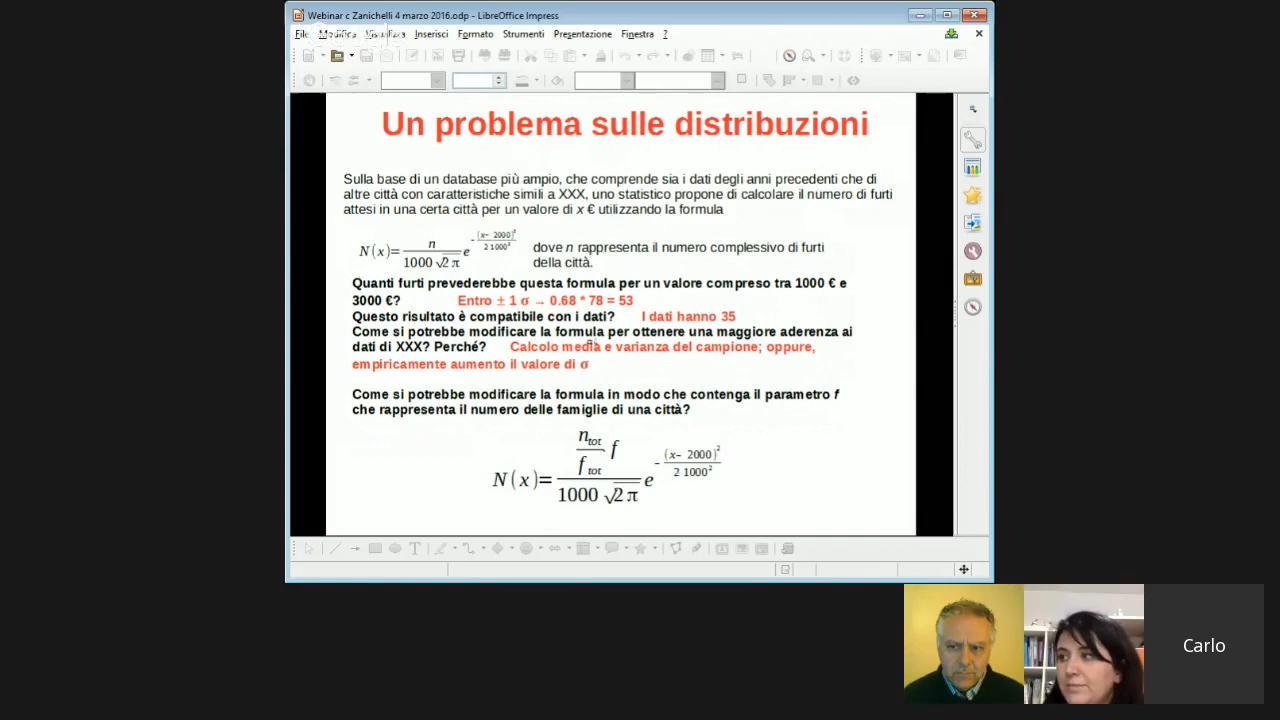 Webinar c Zanichelli 4 marzo 2016.odp - LibreOffice Impress
File Modifica Visualizza Inserisci Formato Strumenti Presentazione Finestra ?
Un problema sulle distribuzioni
Sulla base di un database più ampio, che comprende sia i dati degli anni precedenti che di
altre città con caratteristiche simili a XXX, uno statistico propone di calcolare il numero di furti
attesi in una certa città per un valore di x € utilizzando la formula
N(x)= n/(1000 √2π) e^-((x- 2000)²/(2 1000²))
dove n rappresenta il numero complessivo di furti
della città.
Quanti furti prevederebbe questa formula per un valore compreso tra 1000 € e
3000 €? Entro ± 1 σ → 0.68 * 78 = 53
Questo risultato è compatibile con i dati? I dati hanno 35
Come si potrebbe modificare la formula per ottenere una maggiore aderenza ai
dati di XXX? Perché? Calcolo media e varianza del campione; oppure,
empiricamente aumento il valore di σ
Come si potrebbe modificare la formula in modo che contenga il parametro f
che rappresenta il numero delle famiglie di una città?
N(x)= ((n_tot/f_tot) f)/(1000 √2π) e^-((x- 2000)²/(2 1000²))
Carlo